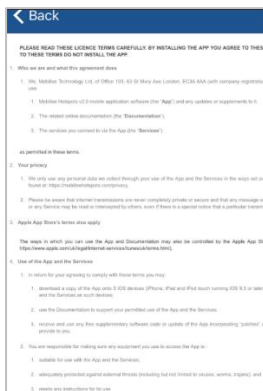 Back
PLEASE READ THESE LICENCE TERMS CAREFULLY. BY INSTALLING THE APP YOU AGREE TO THESE
TO THESE TERMS DO NOT INSTALL THE APP.
1. Who we are and what this agreement does
1. We, Mobilise Technology Ltd, of Office 189, 63 St Mary Axe London, EC3A 8AA (with company registration
use:
1. Mobilise Hotspots v2.0 mobile application software (the "App") and any updates or supplements to it.
2. The related online documentation (the "Documentation").
3. The services you connect to via the App (the "Services").
as permitted in these terms.
2. Your privacy
1. We only use any personal data we collect through your use of the App and the Services in the ways set out
found at: https://mobilisehotspots.com/privacy.
2. Please be aware that internet transmissions are never completely private or secure and that any message o
or any Service may be read or intercepted by others, even if there is a special notice that a particular transmi
3. Apple App Store's terms also apply
The ways in which you can use the App and Documentation may also be controlled by the Apple App Sto
https://www.apple.com/uk/legal/internet-services/itunes/uk/terms.html).
4. Use of the App and the Services
1. In return for your agreeing to comply with these terms you may:
1. download a copy of the App onto 5 iOS devices (iPhone, iPad and iPod touch running iOS 9.3 or later
and the Services on such devices.
2. use the Documentation to support your permitted use of the App and the Services.
3. receive and use any free supplementary software code or update of the App incorporating "patches" a
provide to you.
2. You are responsible for making sure any equipment you use to access the App is:
1. suitable for use with the App and the Services.
2. adequately protected against external threats (including but not limited to viruses, worms, trojans), and
3. meets any instructions for its use